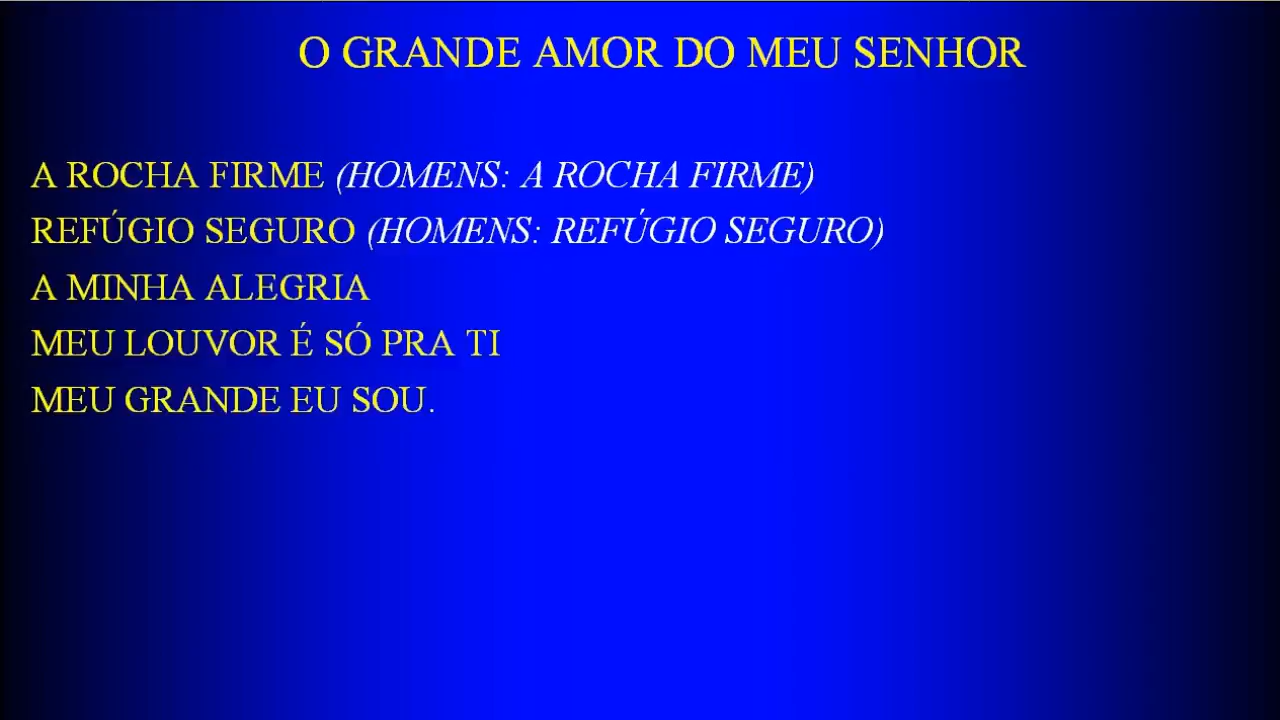 O GRANDE AMOR DO MEU SENHOR
A ROCHA FIRME (HOMENS: A ROCHA FIRME)
REFÚGIO SEGURO (HOMENS: REFÚGIO SEGURO)
A MINHA ALEGRIA
MEU LOUVOR É SÓ PRA TI
MEU GRANDE EU SOU.